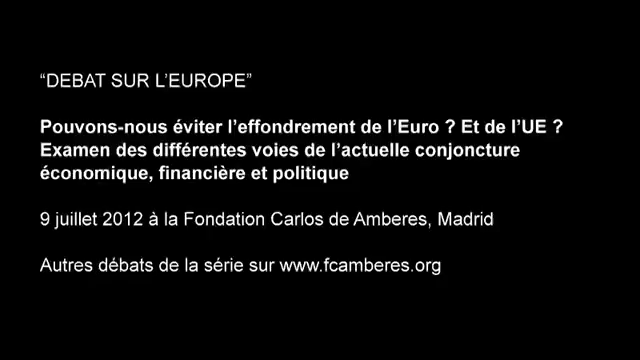 “DEBAT SUR L’EUROPE”
Pouvons-nous éviter l’effondrement de l’Euro ? Et de l’UE ?
Examen des différentes voies de l’actuelle conjoncture
économique, financière et politique
9 juillet 2012 à la Fondation Carlos de Amberes, Madrid
Autres débats de la série sur www.fcamberes.org